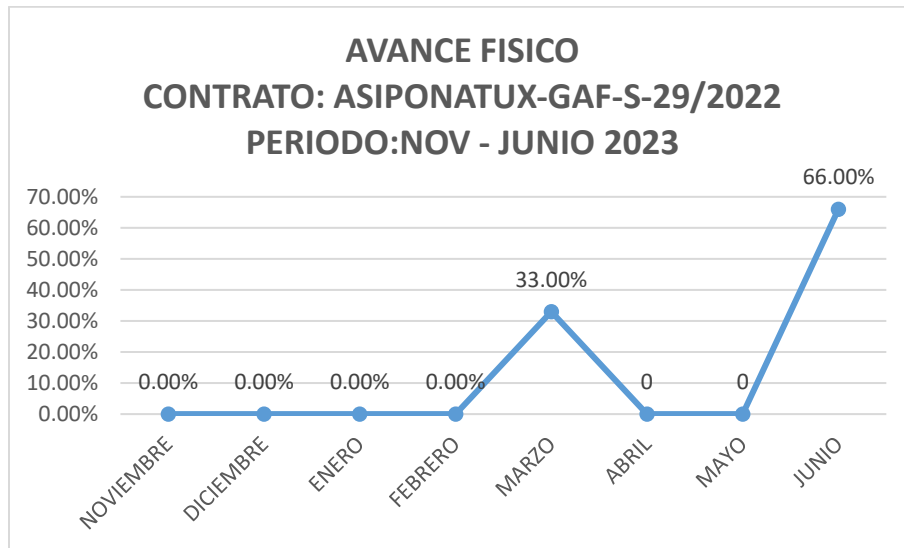 AVANCE FISICO
CONTRATO: ASIPONATUX-GAF-S-29/2022
PERIODO:NOV - JUNIO 2023
66.00%
70.00%
60.00%
50.00%
33.00%
40.00%
30.00%
20.00%
10.00%
0.00% 0.00% 0.00% 0.00% 0 0
0.00%
NOVIEMBRE
DICIEMBRE
ENERO
FEBRERO
MARZO
ABRIL
MAYO
JUNIO